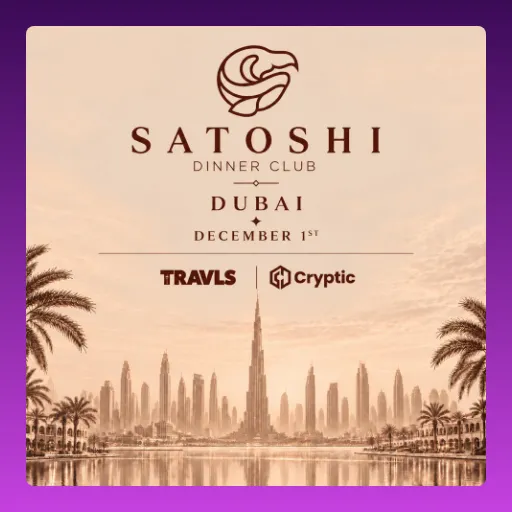 SATOSHI
DINNER CLUB
DUBAI
DECEMBER 1ST
TRAVLS | Cryptic